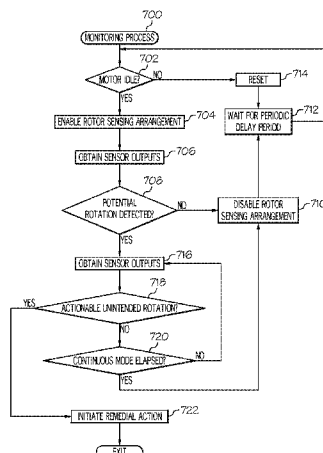 700
MONITORING PROCESS
702
MOTOR IDLE?
NO
RESET
714
YES
ENABLE ROTOR SENSING ARRANGEMENT
704
WAIT FOR PERIODIC
DELAY PERIOD
712
OBTAIN SENSOR OUTPUTS
706
708
POTENTIAL
ROTATION DETECTED?
NO
DISABLE ROTOR
SENSING ARRANGEMENT
710
YES
OBTAIN SENSOR OUTPUTS
716
718
YES
ACTIONABLE UNINTENDED ROTATION?
NO
720
CONTINUOUS MODE ELAPSED?
NO
YES
INITIATE REMEDIAL ACTION
722
EXIT